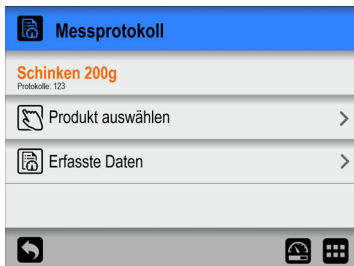 Messprotokoll
Schinken 200g
Protokolle: 123
Produkt auswählen
Erfasste Daten